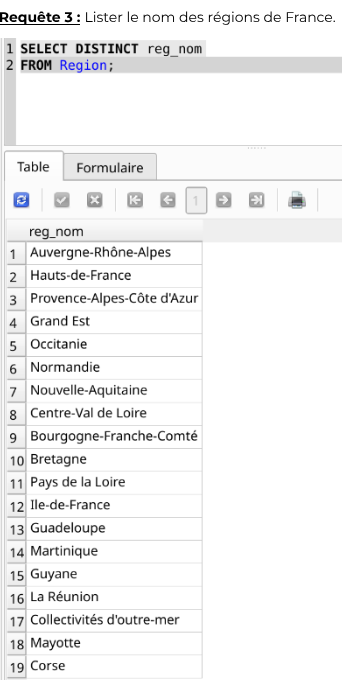 Requête 3 : Lister le nom des régions de France.
1 SELECT DISTINCT reg_nom
2 FROM Region;
Table Formulaire
1
reg_nom
1 Auvergne-Rhône-Alpes
2 Hauts-de-France
3 Provence-Alpes-Côte d'Azur
4 Grand Est
5 Occitanie
6 Normandie
7 Nouvelle-Aquitaine
8 Centre-Val de Loire
9 Bourgogne-Franche-Comté
10 Bretagne
11 Pays de la Loire
12 Ile-de-France
13 Guadeloupe
14 Martinique
15 Guyane
16 La Réunion
17 Collectivités d'outre-mer
18 Mayotte
19 Corse